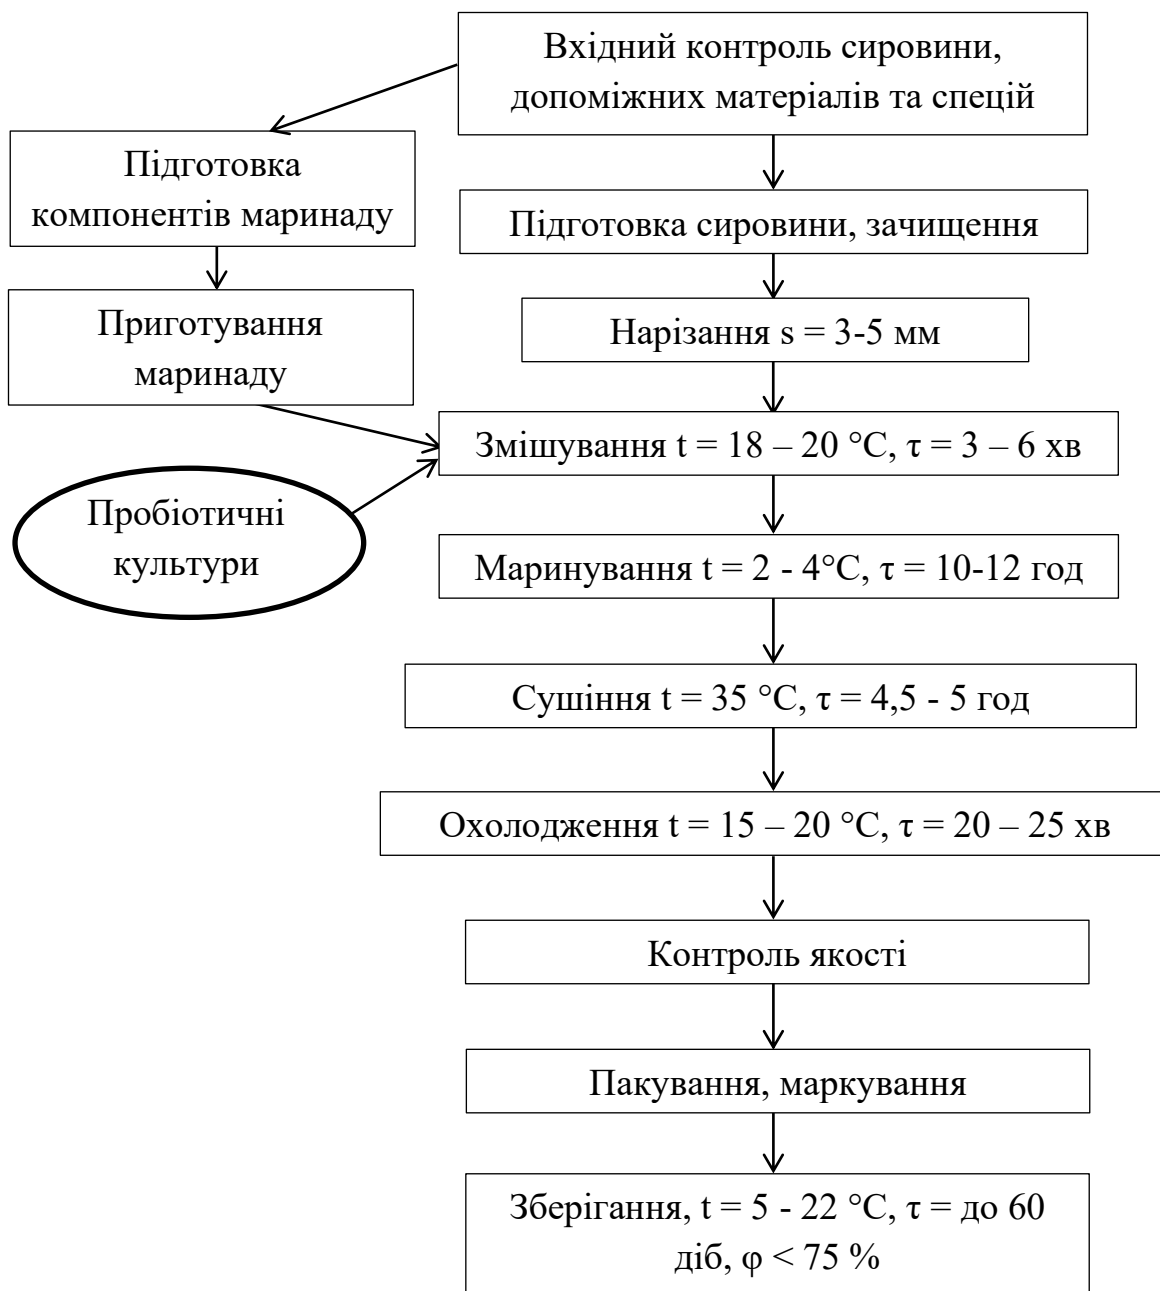 Вхідний контроль сировини,
допоміжних матеріалів та спецій
Підготовка
компонентів маринаду
Підготовка сировини, зачищення
Приготування
маринаду
Нарізання s = 3-5 мм
Змішування t = 18 – 20 °C, τ = 3 – 6 хв
Пробіотичні
культури
Маринування t = 2 - 4°C, τ = 10-12 год
Сушіння t = 35 °C, τ = 4,5 - 5 год
Охолодження t = 15 – 20 °C, τ = 20 – 25 хв
Контроль якості
Пакування, маркування
Зберігання, t = 5 - 22 °C, τ = до 60
діб, φ < 75 %